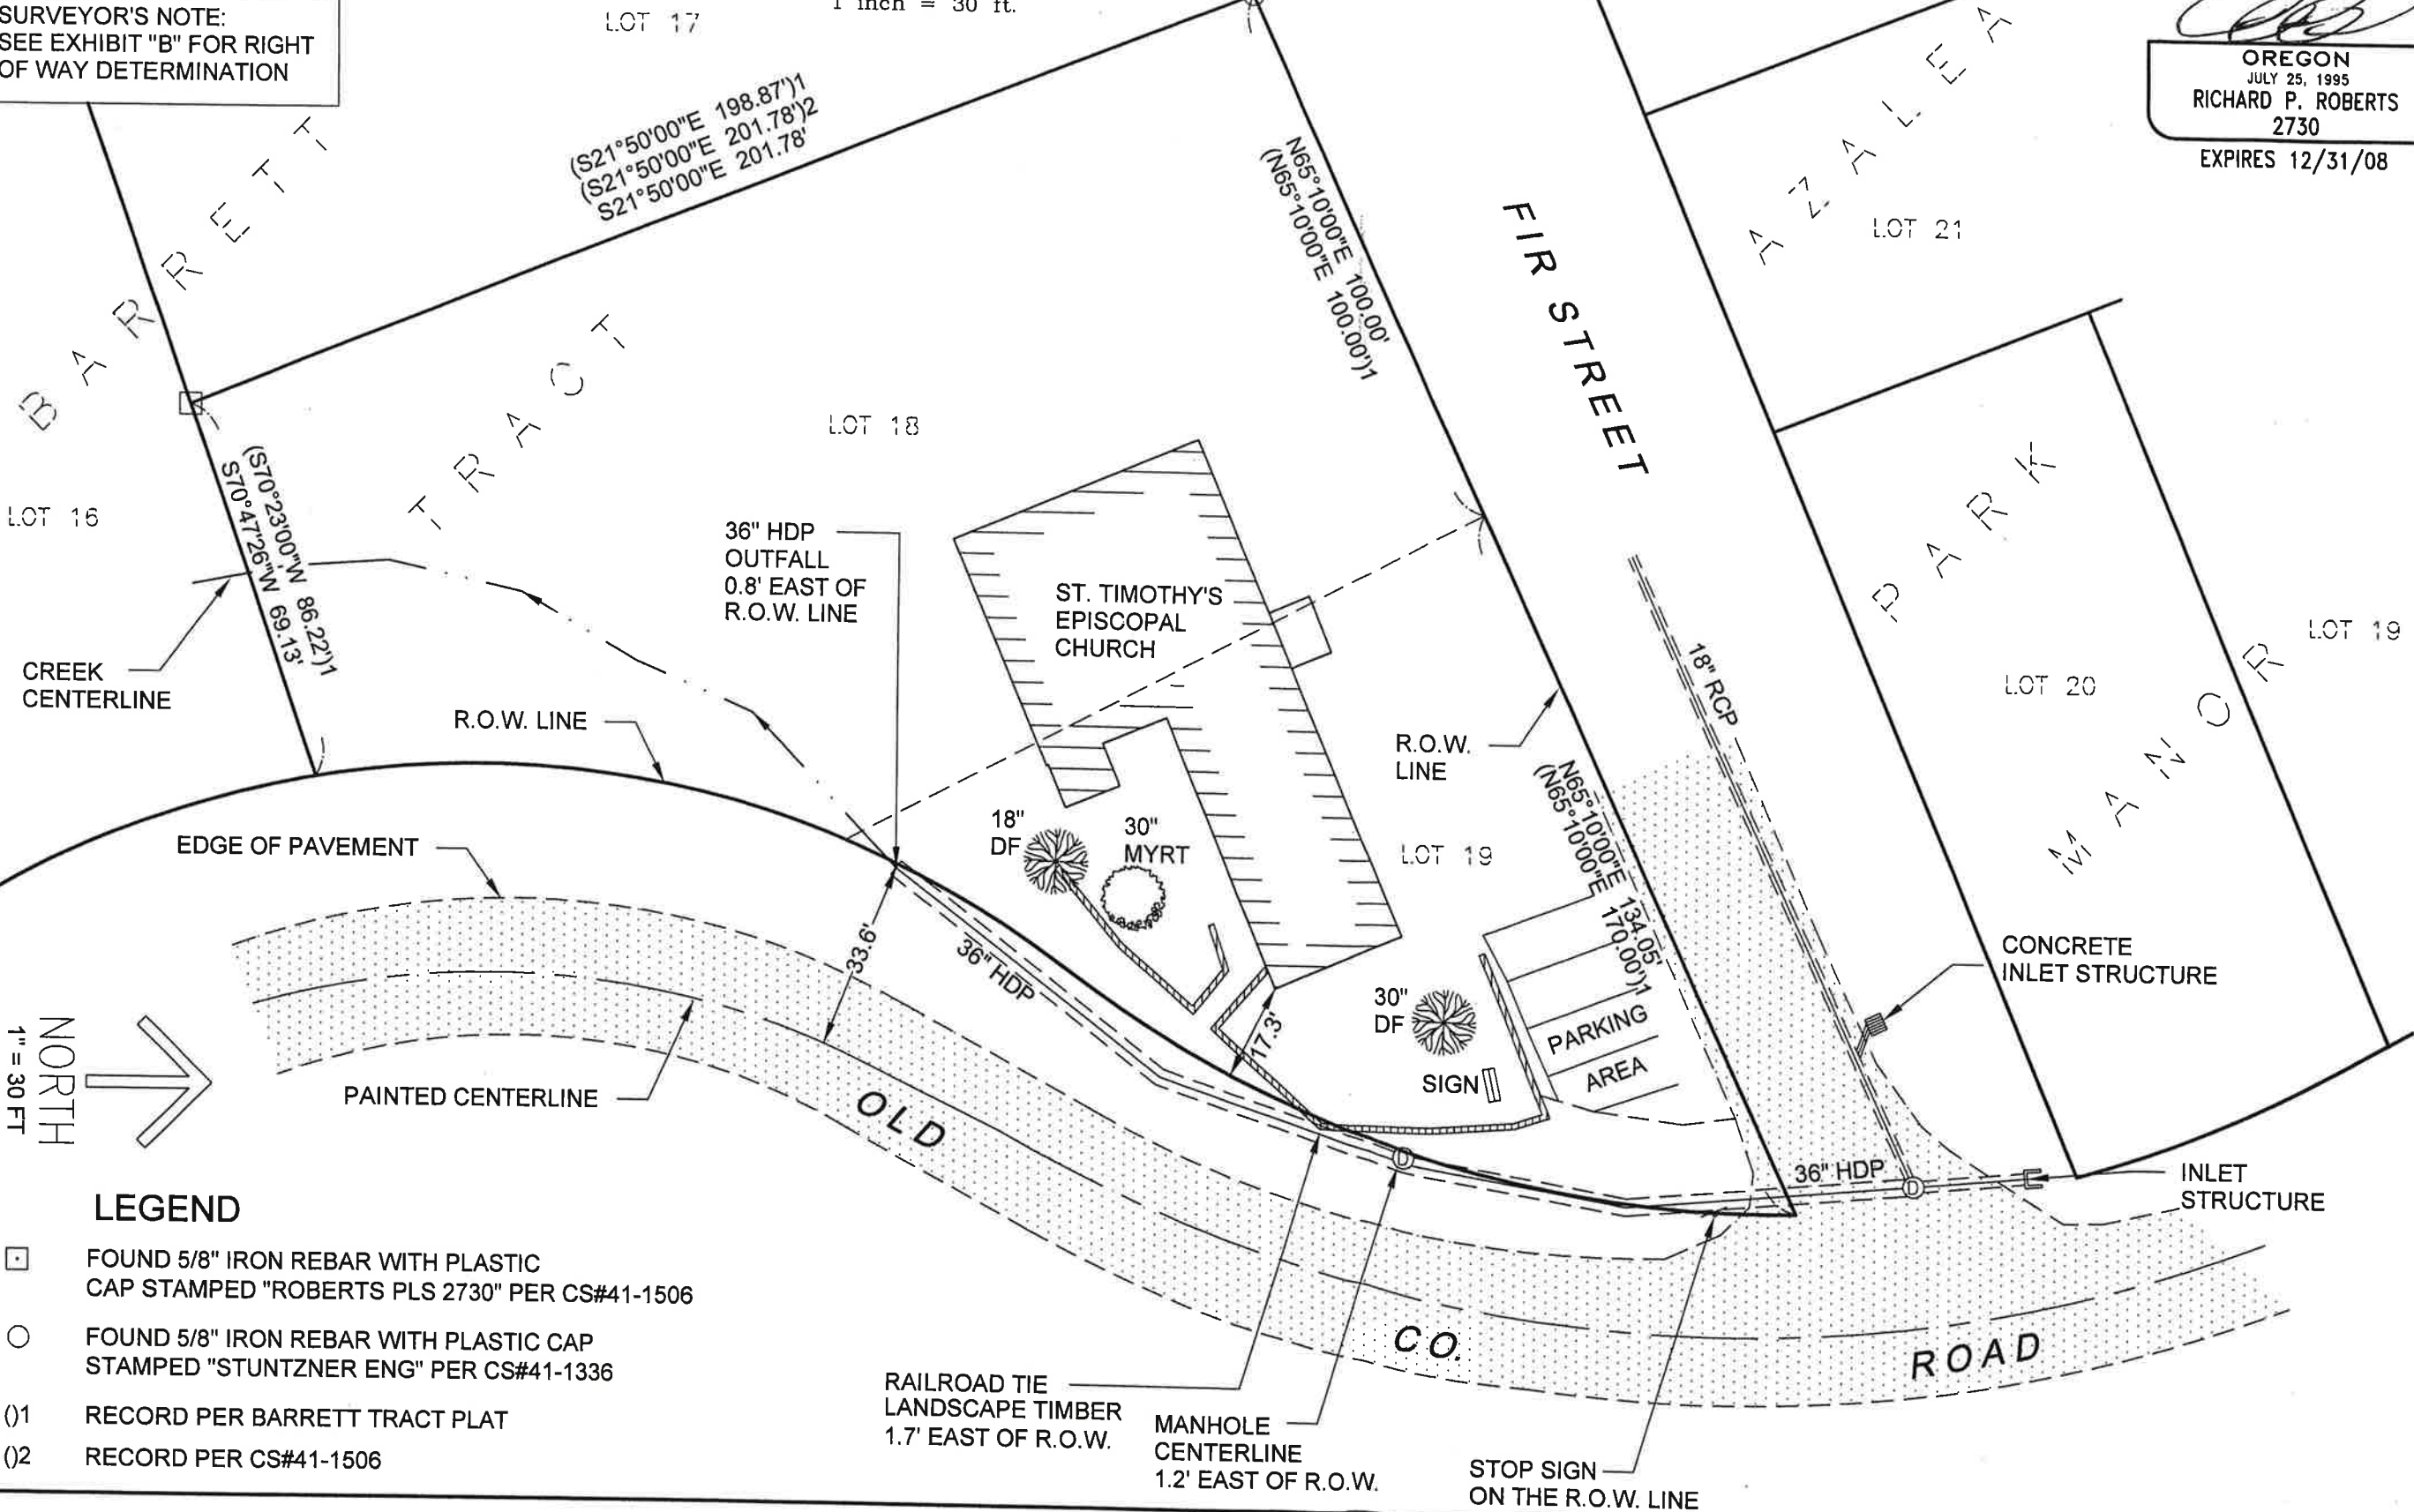 SURVEYOR'S NOTE:
SEE EXHIBIT "B" FOR RIGHT
OF WAY DETERMINATION
LOT 17
1 inch = 30 ft.
OREGON
JULY 25, 1995
RICHARD P. ROBERTS
2730
EXPIRES 12/31/08
(S21°50'00"E 198.87')1
(S21°50'00"E 201.78')2
S21°50'00"E 201.78'
N65°10'00"E 100.00'
(N65°10'00"E 100.00')1
FIR STREET
AZALEA
PARK
MANOR
LOT 21
BARRETT
TRACT
LOT 18
LOT 16
(S70°23'00"W 86.22')1
S70°47'26"W 69.13'
36" HDP
OUTFALL
0.8' EAST OF
R.O.W. LINE
ST. TIMOTHY'S
EPISCOPAL
CHURCH
CREEK
CENTERLINE
R.O.W. LINE
R.O.W.
LINE
18" RCP
LOT 20
LOT 19
N65°10'00"E 134.05'
(N65°10'00"E 170.00')1
EDGE OF PAVEMENT
18"
DF
30"
MYRT
LOT 19
33.6'
36" HDP
17.3'
30"
DF
SIGN
PARKING
AREA
CONCRETE
INLET STRUCTURE
NORTH
1" = 30 FT
PAINTED CENTERLINE
OLD
CO.
ROAD
36" HDP
INLET
STRUCTURE
LEGEND
FOUND 5/8" IRON REBAR WITH PLASTIC
CAP STAMPED "ROBERTS PLS 2730" PER CS#41-1506
FOUND 5/8" IRON REBAR WITH PLASTIC CAP
STAMPED "STUNTZNER ENG" PER CS#41-1336
()1 RECORD PER BARRETT TRACT PLAT
()2 RECORD PER CS#41-1506
RAILROAD TIE
LANDSCAPE TIMBER
1.7' EAST OF R.O.W.
MANHOLE
CENTERLINE
1.2' EAST OF R.O.W.
STOP SIGN
ON THE R.O.W. LINE
D
D